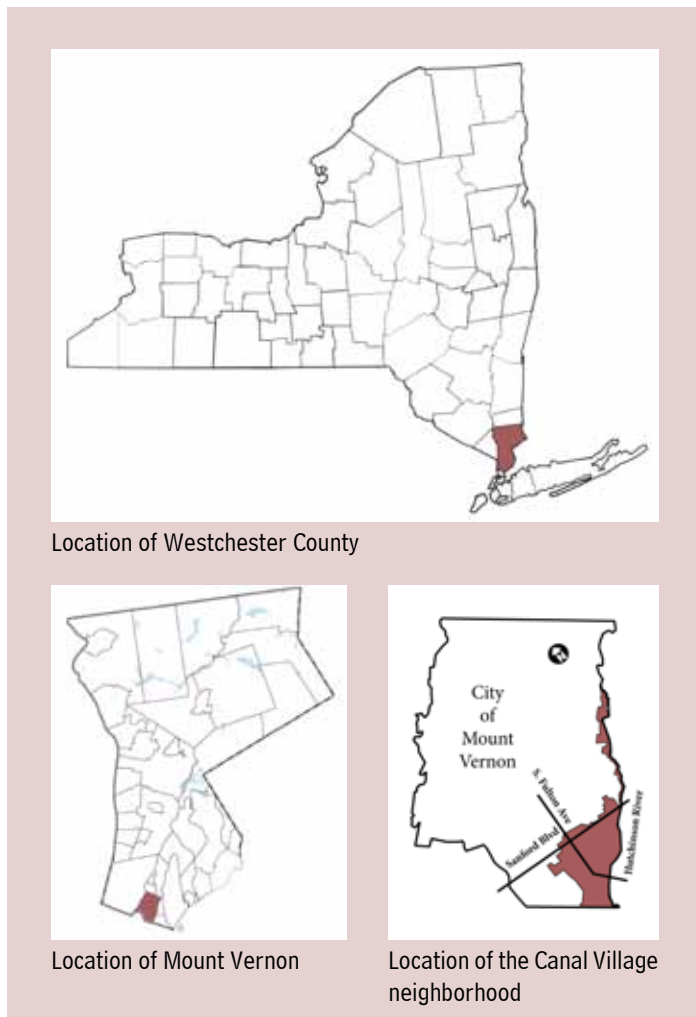 Location of Westchester County
City
of
Mount
Vernon
S. Fulton Ave
Sanford Blvd
Hutchinson River
Location of Mount Vernon
Location of the Canal Village
neighborhood